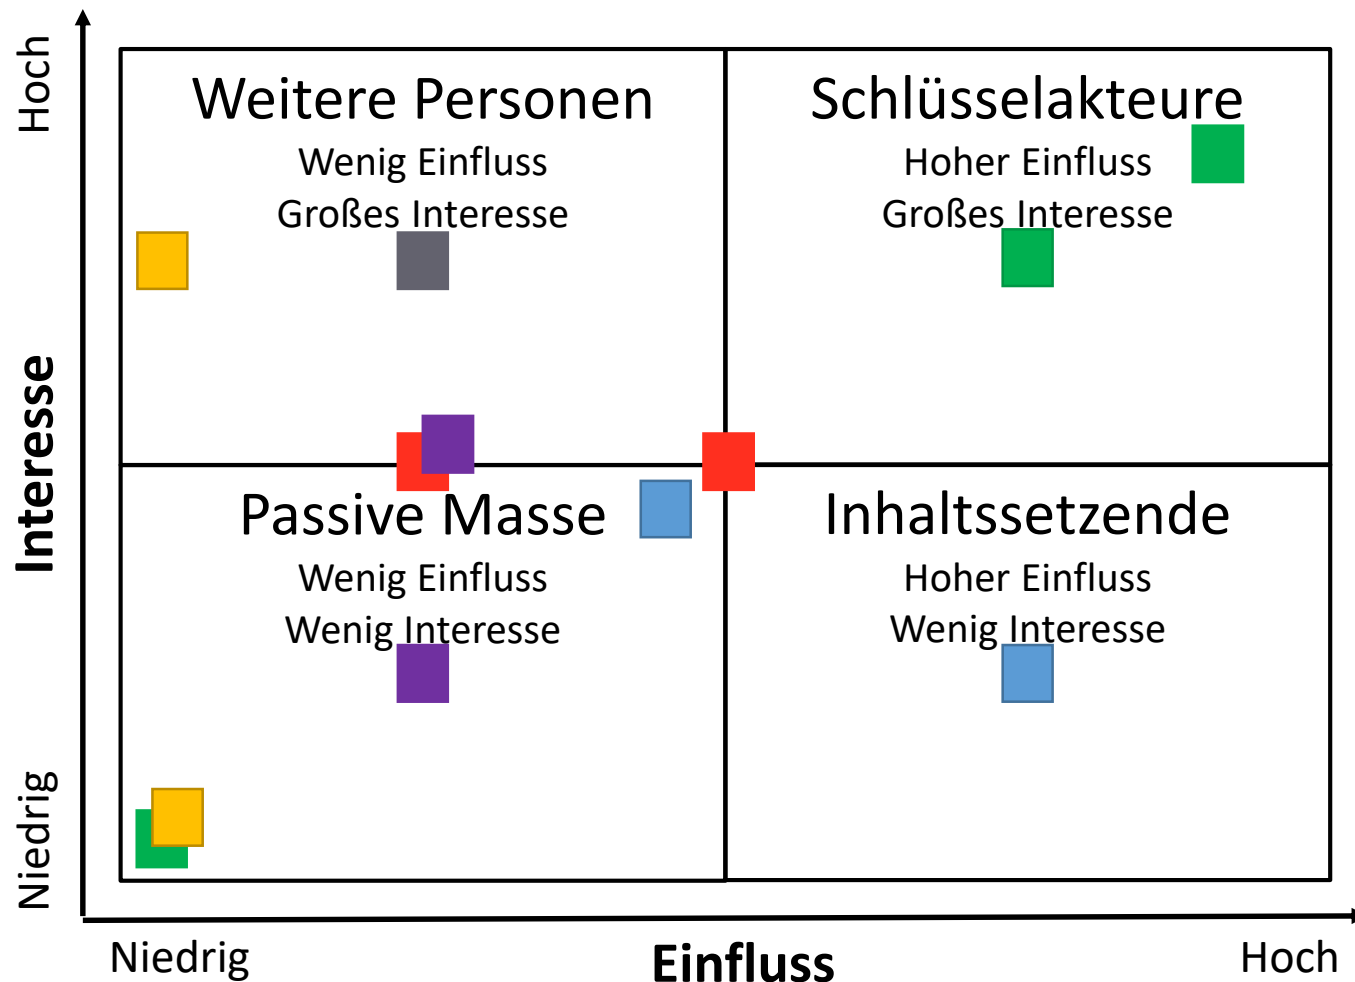 Hoch
Weitere Personen
Wenig Einfluss
Großes Interesse
Schlüsselakteure
Hoher Einfluss
Großes Interesse
Interesse
Passive Masse
Wenig Einfluss
Wenig Interesse
Inhaltssetzende
Hoher Einfluss
Wenig Interesse
Niedrig
Niedrig
Einfluss
Hoch